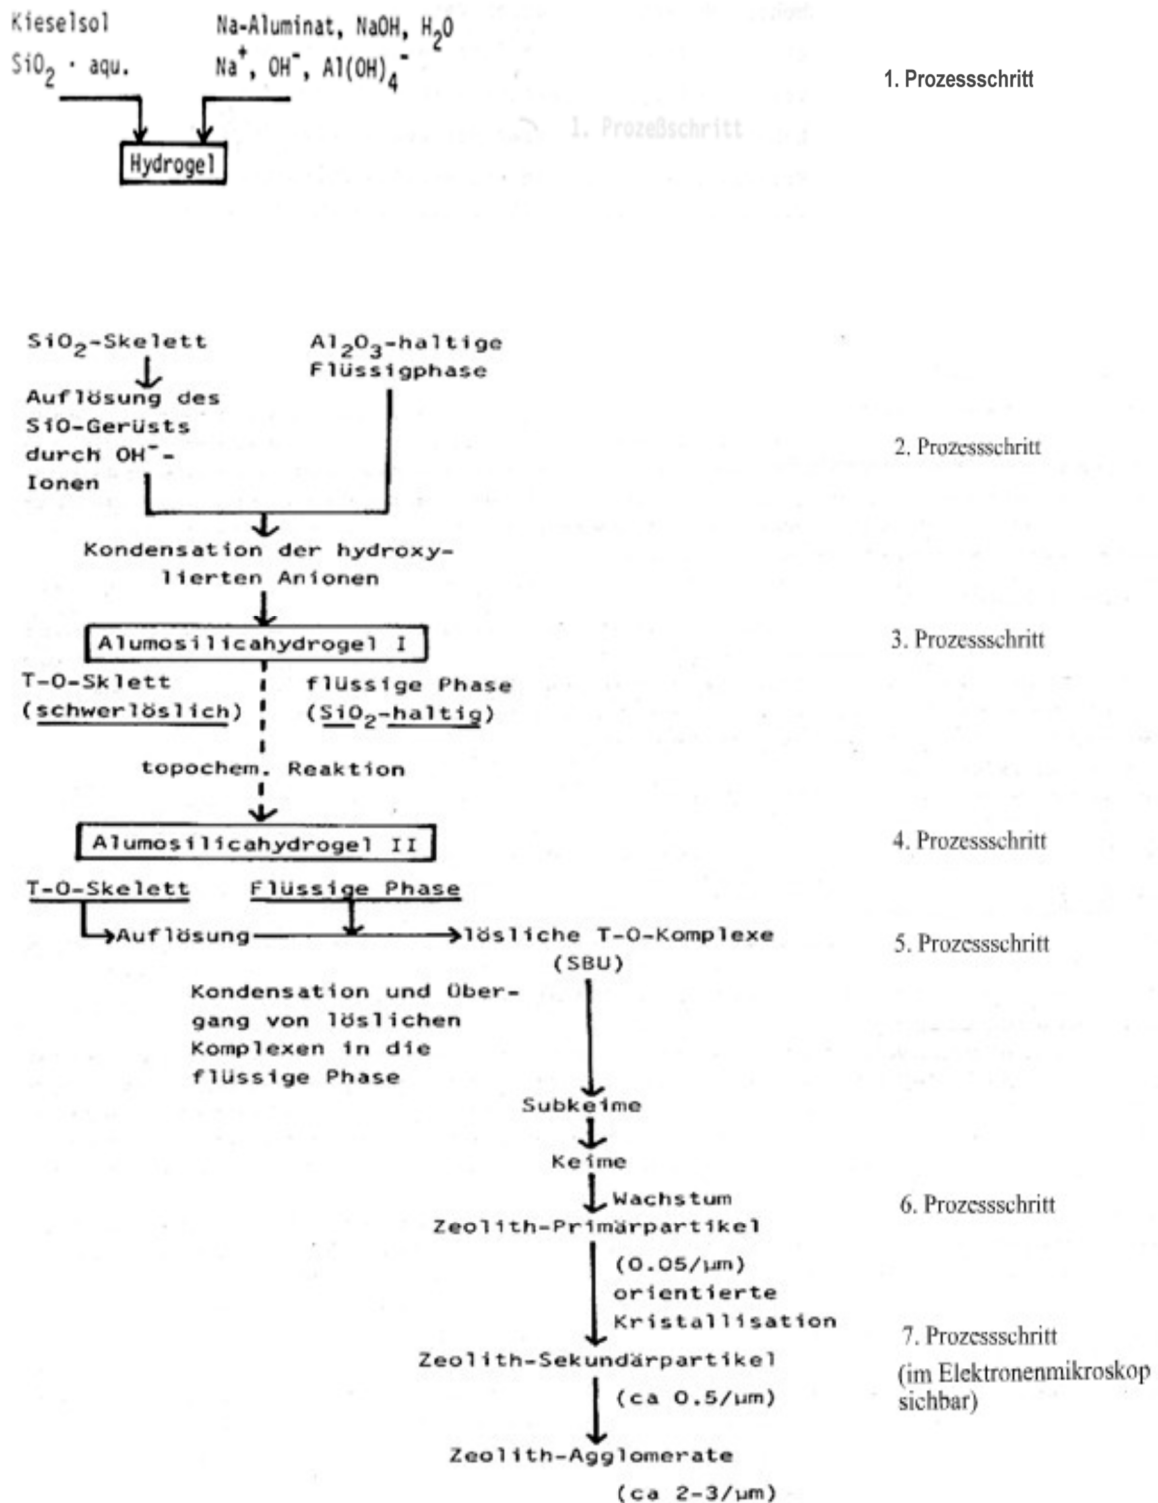 Kieselsol Na-Aluminat, NaOH, H₂O
SiO₂ · aqu. Na⁺, OH⁻, Al(OH)₄⁻
1. Prozessschritt
1. Prozeßschritt
Hydrogel
SiO₂-Skelett
Al₂O₃-haltige
Flüssigphase
Auflösung des
SiO-Gerüsts
durch OH⁻-
Ionen
2. Prozessschritt
Kondensation der hydroxy-
lierten Anionen
Alumosilicahydrogel I
3. Prozessschritt
T-O-Sklett
(schwerlöslich)
flüssige Phase
(SiO₂-haltig)
topochem. Reaktion
Alumosilicahydrogel II
4. Prozessschritt
T-O-Skelett Flüssige Phase
Auflösung lösliche T-O-Komplexe
(SBU)
5. Prozessschritt
Kondensation und Über-
gang von löslichen
Komplexen in die
flüssige Phase
Subkeime
Keime
Wachstum
Zeolith-Primärpartikel
6. Prozessschritt
(0.05/µm)
orientierte
Kristallisation
7. Prozessschritt
Zeolith-Sekundärpartikel
(im Elektronenmikroskop
sichbar)
(ca 0.5/µm)
Zeolith-Agglomerate
(ca 2-3/µm)